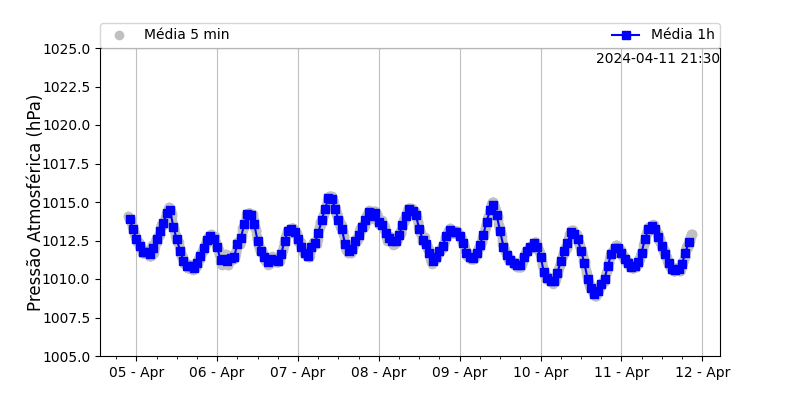 Média 5 min
Média 1h
2024-04-11 21:30
Pressão Atmosférica (hPa)
1025.0
1022.5
1020.0
1017.5
1015.0
1012.5
1010.0
1007.5
1005.0
05 - Apr
06 - Apr
07 - Apr
08 - Apr
09 - Apr
10 - Apr
11 - Apr
12 - Apr